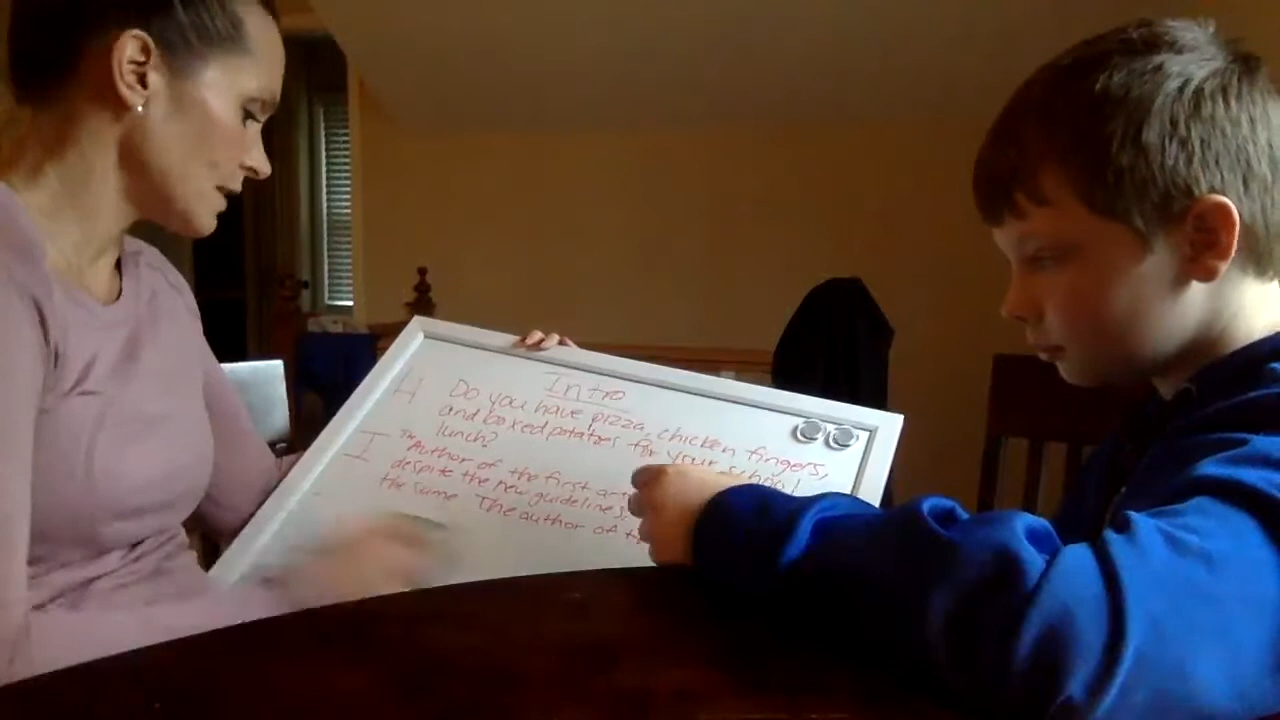 Intro
H Do you have pizza, chicken fingers,
and boxed potatoes for your school
lunch?
I The Author of the first
despite the new guidelines,
the same. The author of